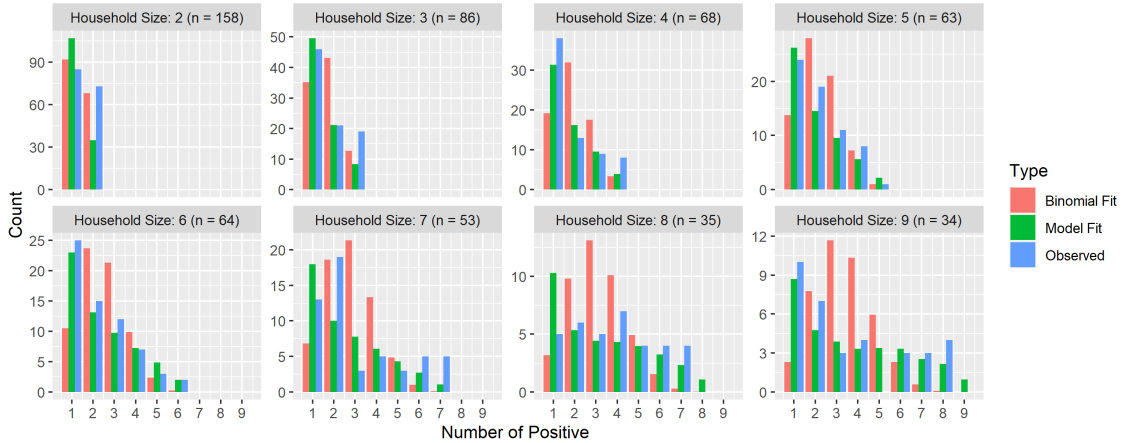 Household Size: 2 (n = 158)
Household Size: 3 (n = 86)
Household Size: 4 (n = 68)
Household Size: 5 (n = 63)
90
60
30
0
50
40
30
20
10
0
30
20
10
0
20
10
0
Household Size: 6 (n = 64)
Household Size: 7 (n = 53)
Household Size: 8 (n = 35)
Household Size: 9 (n = 34)
25
20
15
10
5
0
20
15
10
5
0
10
5
0
12
9
6
3
0
1 2 3 4 5 6 7 8 9
1 2 3 4 5 6 7 8 9
1 2 3 4 5 6 7 8 9
1 2 3 4 5 6 7 8 9
Count
Number of Positive
Type
Binomial Fit
Model Fit
Observed